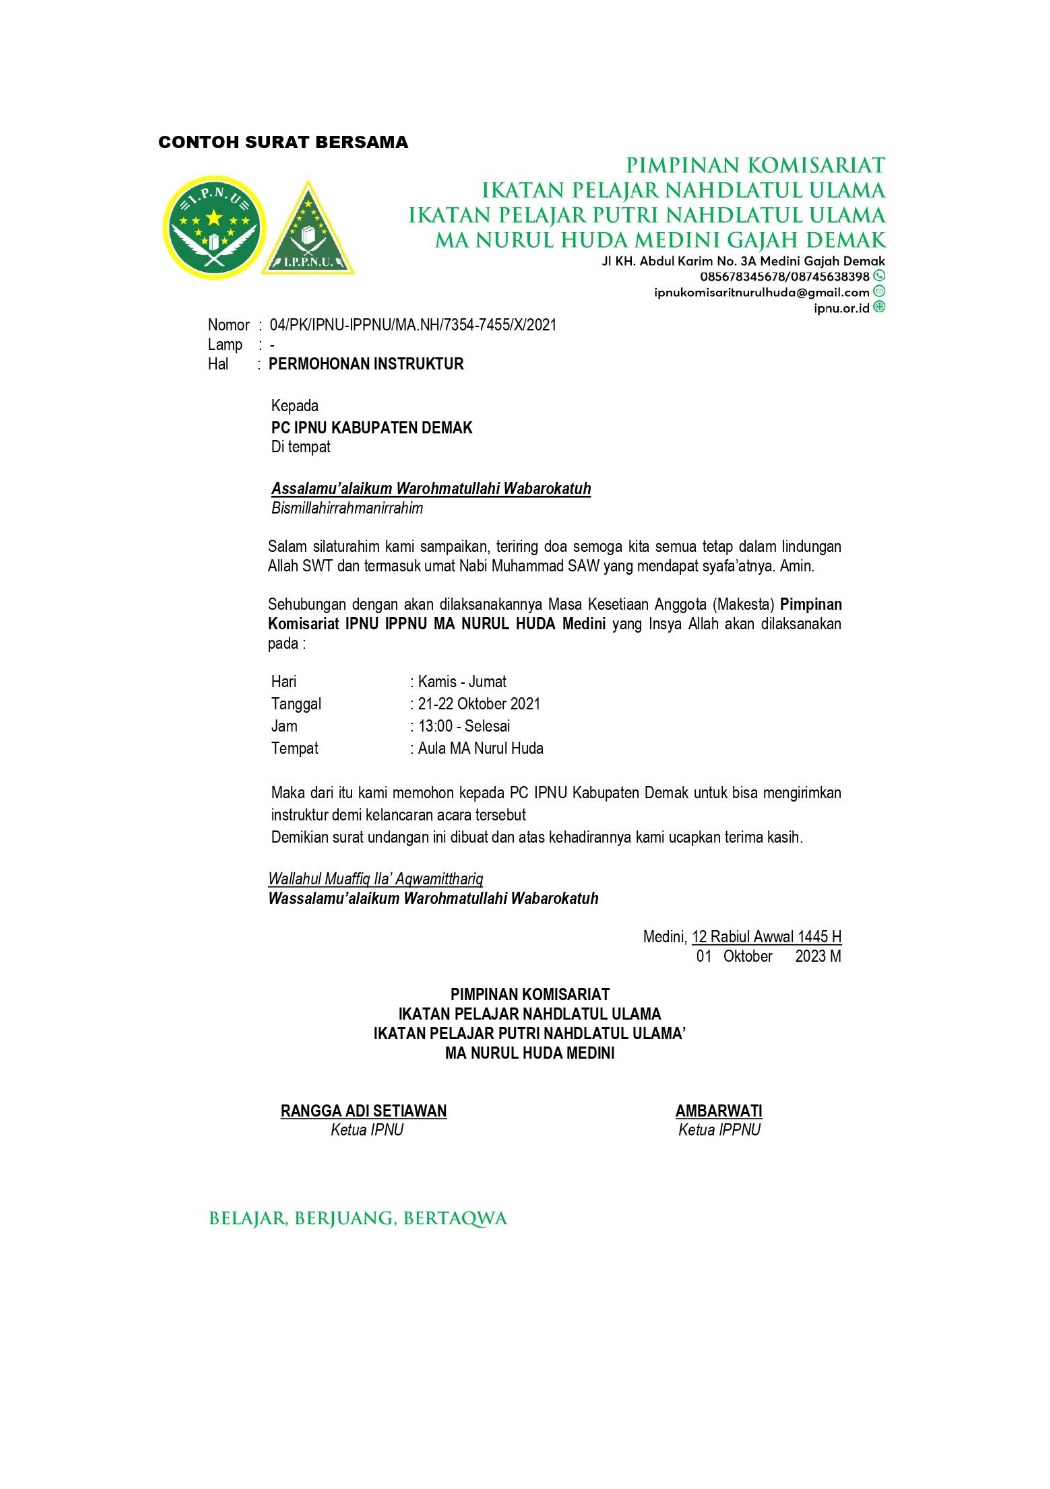 CONTOH SURAT BERSAMA
I.P.N.U
I.P.P.N.U.
PIMPINAN KOMISARIAT
IKATAN PELAJAR NAHDLATUL ULAMA
IKATAN PELAJAR PUTRI NAHDLATUL ULAMA
MA NURUL HUDA MEDINI GAJAH DEMAK
Jl KH. Abdul Karim No. 3A Medini Gajah Demak
085678345678/08745638398
ipnukomisaritnurulhuda@gmail.com
ipnu.or.id
Nomor : 04/PK/IPNU-IPPNU/MA.NH/7354-7455/X/2021
Lamp : -
Hal : PERMOHONAN INSTRUKTUR
Kepada
PC IPNU KABUPATEN DEMAK
Di tempat
Assalamu’alaikum Warohmatullahi Wabarokatuh
Bismillahirrahmanirrahim
Salam silaturahim kami sampaikan, teriring doa semoga kita semua tetap dalam lindungan
Allah SWT dan termasuk umat Nabi Muhammad SAW yang mendapat syafa’atnya. Amin.
Sehubungan dengan akan dilaksanakannya Masa Kesetiaan Anggota (Makesta) Pimpinan
Komisariat IPNU IPPNU MA NURUL HUDA Medini yang Insya Allah akan dilaksanakan
pada :
Hari : Kamis - Jumat
Tanggal : 21-22 Oktober 2021
Jam : 13:00 - Selesai
Tempat : Aula MA Nurul Huda
Maka dari itu kami memohon kepada PC IPNU Kabupaten Demak untuk bisa mengirimkan
instruktur demi kelancaran acara tersebut
Demikian surat undangan ini dibuat dan atas kehadirannya kami ucapkan terima kasih.
Wallahul Muaffiq Ila’ Aqwamitthariq
Wassalamu’alaikum Warohmatullahi Wabarokatuh
Medini, 12 Rabiul Awwal 1445 H
01 Oktober 2023 M
PIMPINAN KOMISARIAT
IKATAN PELAJAR NAHDLATUL ULAMA
IKATAN PELAJAR PUTRI NAHDLATUL ULAMA’
MA NURUL HUDA MEDINI
RANGGA ADI SETIAWAN AMBARWATI
Ketua IPNU Ketua IPPNU
BELAJAR, BERJUANG, BERTAQWA